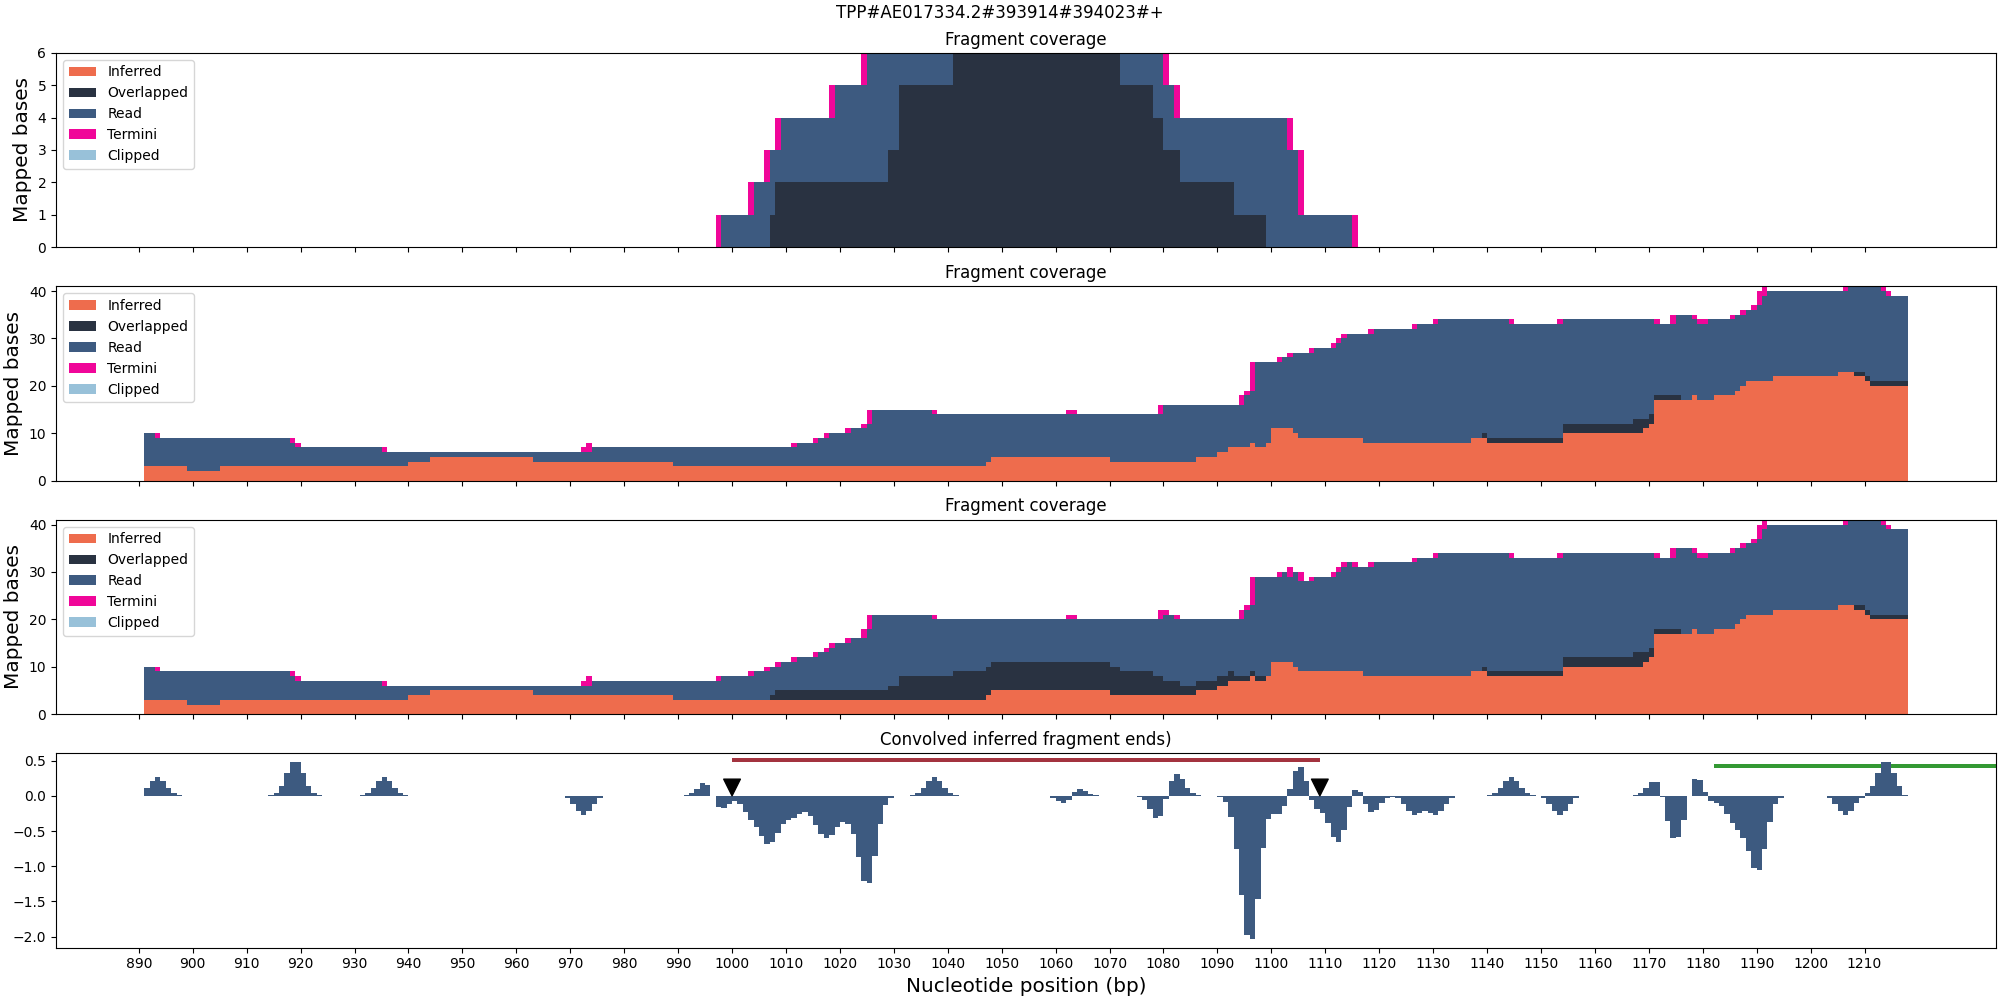 TPP#AE017334.2#393914#394023#+
Fragment coverage
6
5
4
3
2
1
0
Mapped bases
Inferred
Overlapped
Read
Termini
Clipped
Fragment coverage
40
30
20
10
0
Mapped bases
Inferred
Overlapped
Read
Termini
Clipped
Fragment coverage
40
30
20
10
0
Mapped bases
Inferred
Overlapped
Read
Termini
Clipped
Convolved inferred fragment ends)
0.5
0.0
−0.5
−1.0
−1.5
−2.0
890 900 910 920 930 940 950 960 970 980 990 1000 1010 1020 1030 1040 1050 1060 1070 1080 1090 1100 1110 1120 1130 1140 1150 1160 1170 1180 1190 1200 1210
Nucleotide position (bp)